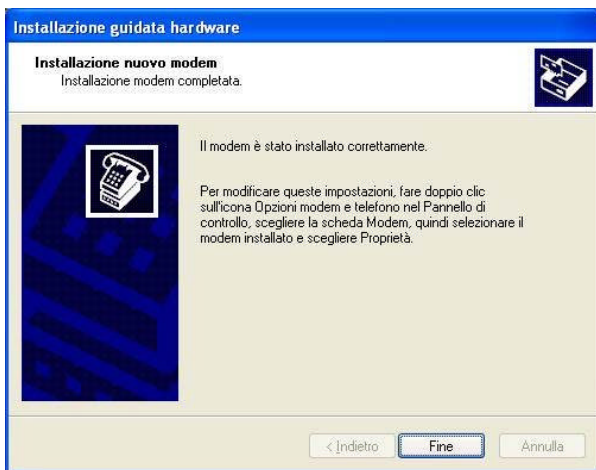 Installazione guidata hardware
Installazione nuovo modem
Installazione modem completata.
Il modem è stato installato correttamente.
Per modificare queste impostazioni, fare doppio clic
sull'icona Opzioni modem e telefono nel Pannello di
controllo, scegliere la scheda Modem, quindi selezionare il
modem installato e scegliere Proprietà.
< Indietro
Fine
Annulla